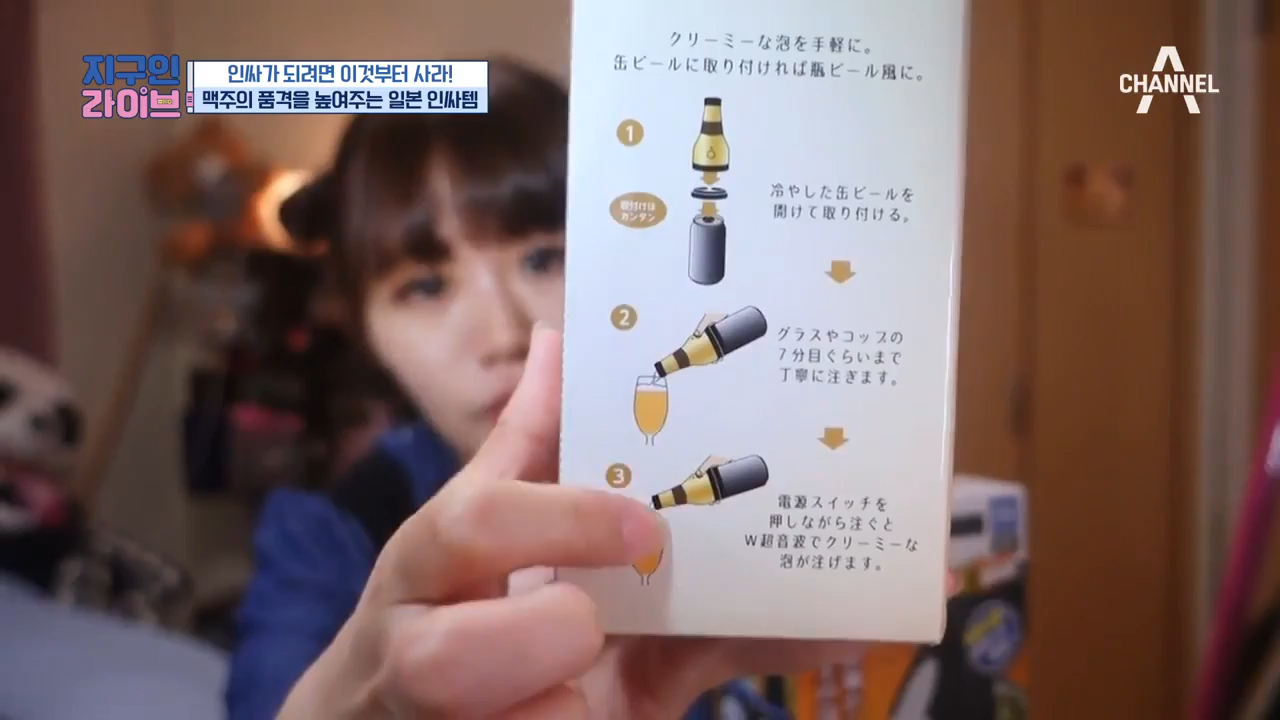 지구인
라이브
인싸가 되려면 이것부터 사라!
맥주의 품격을 높여주는 일본 인싸템
CHANNEL A
クリーミーな泡を手軽に。
缶ビールに取り付ければ瓶ビール風に。
1
取付けは
カンタン
冷やした缶ビールを
開けて取り付ける。
2
グラスやコップの
7分目ぐらいまで
丁寧に注ぎます。
3
電源スイッチを
押しながら注ぐと
W超音波でクリーミーな
泡が注げます。